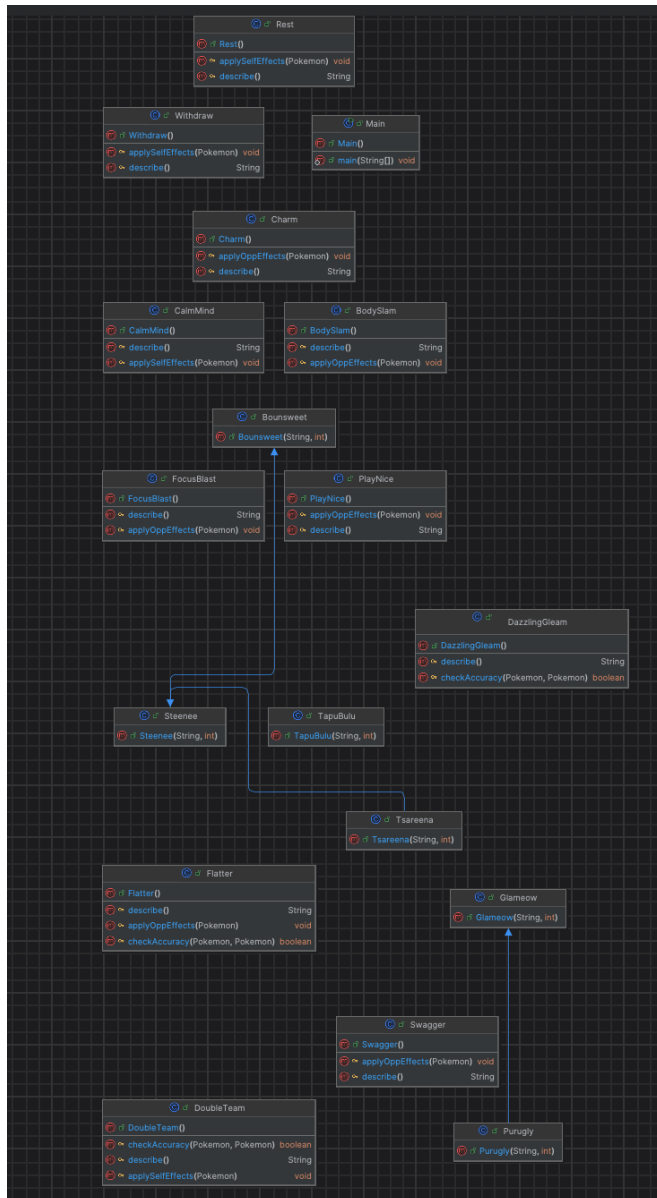 Rest
Rest()
applySelfEffects(Pokemon) void
describe() String
Withdraw
Withdraw()
applySelfEffects(Pokemon) void
describe() String
Main
Main()
main(String[]) void
Charm
Charm()
applyOppEffects(Pokemon) void
describe() String
CalmMind
CalmMind()
describe() String
applySelfEffects(Pokemon) void
BodySlam
BodySlam()
describe() String
applyOppEffects(Pokemon) void
Bounsweet
Bounsweet(String, int)
FocusBlast
FocusBlast()
describe() String
applyOppEffects(Pokemon) void
PlayNice
PlayNice()
applyOppEffects(Pokemon) void
describe() String
DazzlingGleam
DazzlingGleam()
describe() String
checkAccuracy(Pokemon, Pokemon) boolean
Steenee
Steenee(String, int)
TapuBulu
TapuBulu(String, int)
Tsareena
Tsareena(String, int)
Flatter
Flatter()
describe() String
applyOppEffects(Pokemon) void
checkAccuracy(Pokemon, Pokemon) boolean
Glameow
Glameow(String, int)
Swagger
Swagger()
applyOppEffects(Pokemon) void
describe() String
DoubleTeam
DoubleTeam()
checkAccuracy(Pokemon, Pokemon) boolean
describe() String
applySelfEffects(Pokemon) void
Purugly
Purugly(String, int)